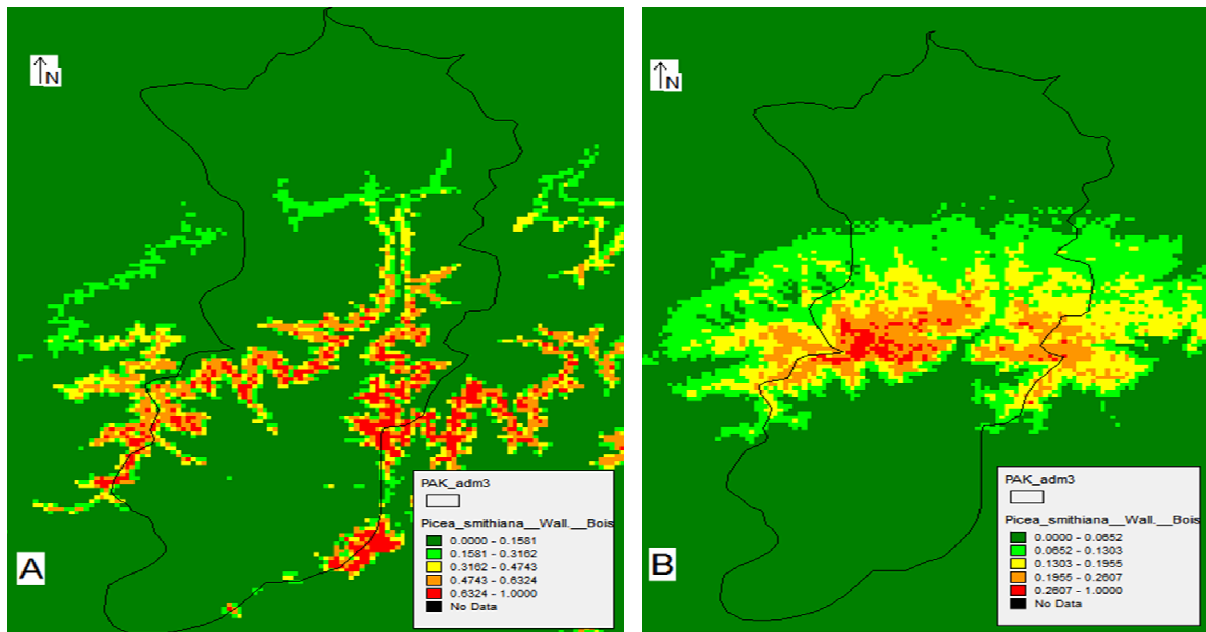 N
A
PAK_adm3
Picea_smithiana__Wall.__Bois
0.0000 - 0.1581
0.1581 - 0.3162
0.3162 - 0.4743
0.4743 - 0.6324
0.6324 - 1.0000
No Data
N
B
PAK_adm3
Picea_smithiana__Wall.__Bois
0.0000 - 0.0652
0.0652 - 0.1303
0.1303 - 0.1955
0.1955 - 0.2607
0.2607 - 1.0000
No Data